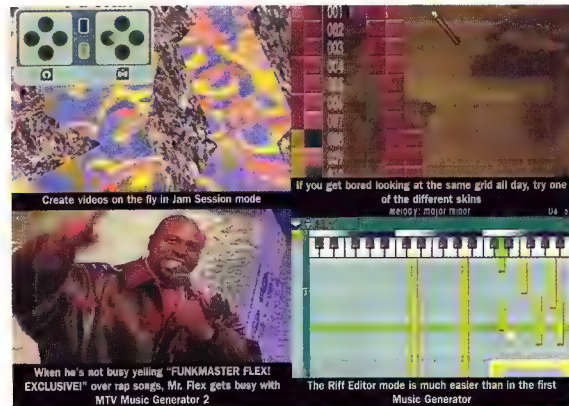 001
002
003
Create videos on the fly in Jam Session mode
If you get bored looking at the same grid all day, try one
of the different skins
Melody: major minor
When he's not busy yelling "FUNKMASTER FLEX!
EXCLUSIVE!" over rap songs, Mr. Flex gets busy with
MTV Music Generator 2
The Riff Editor mode is much easier than in the first
Music Generator